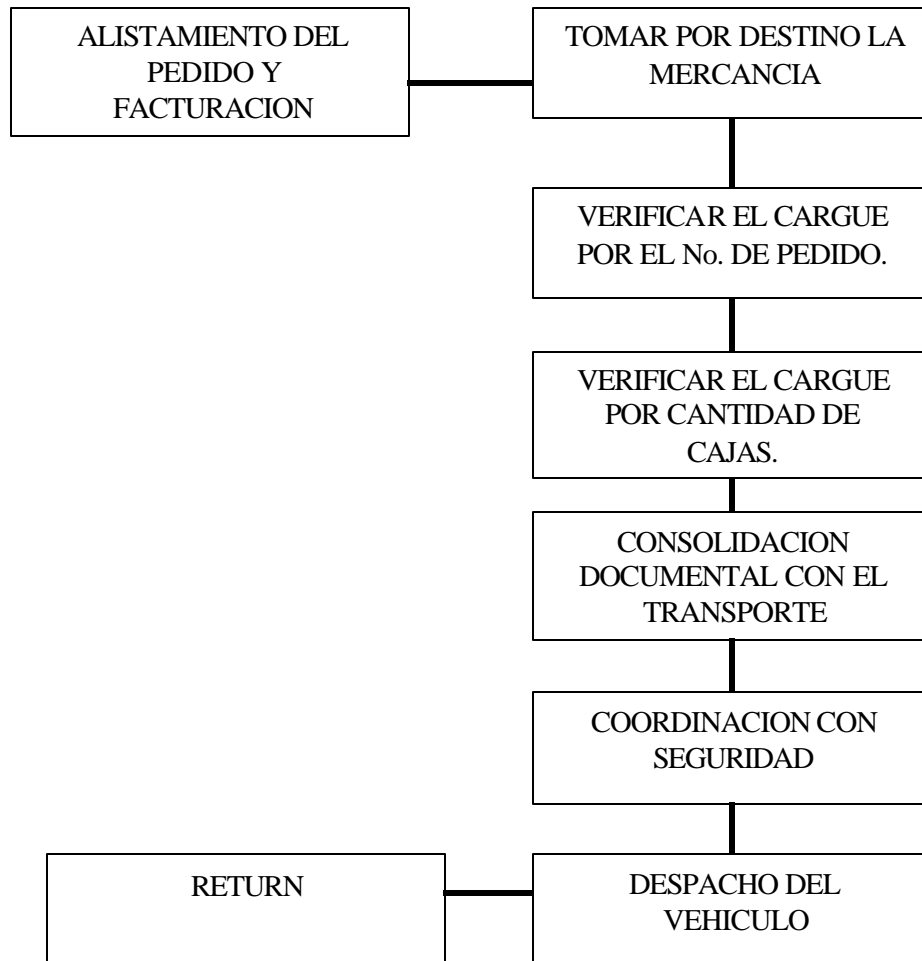 ALISTAMIENTO DEL
PEDIDO Y
FACTURACION
TOMAR POR DESTINO LA
MERCANCIA
VERIFICAR EL CARGUE
POR EL No. DE PEDIDO.
VERIFICAR EL CARGUE
POR CANTIDAD DE
CAJAS.
CONSOLIDACION
DOCUMENTAL CON EL
TRANSPORTE
COORDINACION CON
SEGURIDAD
DESPACHO DEL
VEHICULO
RETURN